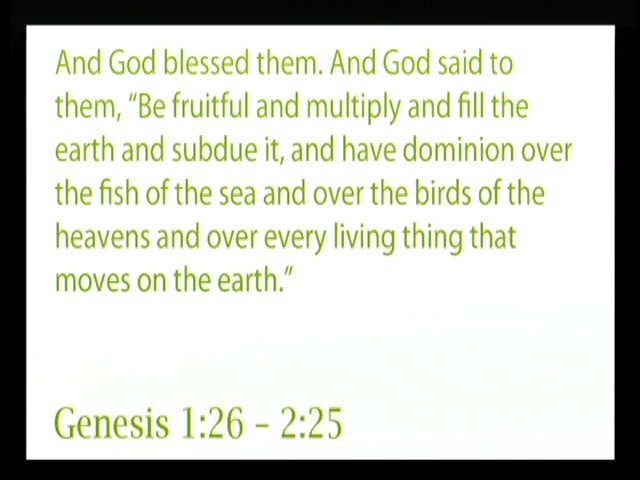 And God blessed them. And God said to
them, “Be fruitful and multiply and fill the
earth and subdue it, and have dominion over
the fish of the sea and over the birds of the
heavens and over every living thing that
moves on the earth.”
Genesis 1:26 – 2:25